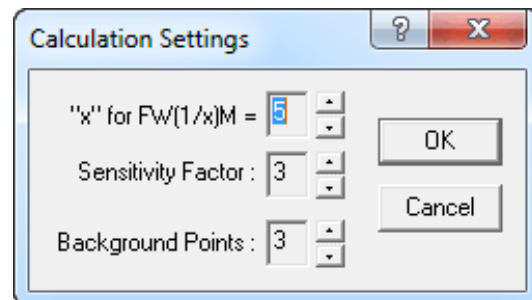 Calculation Settings
? X
"x" for FW(1/x)M = 5
OK
Sensitivity Factor : 3
Cancel
Background Points : 3